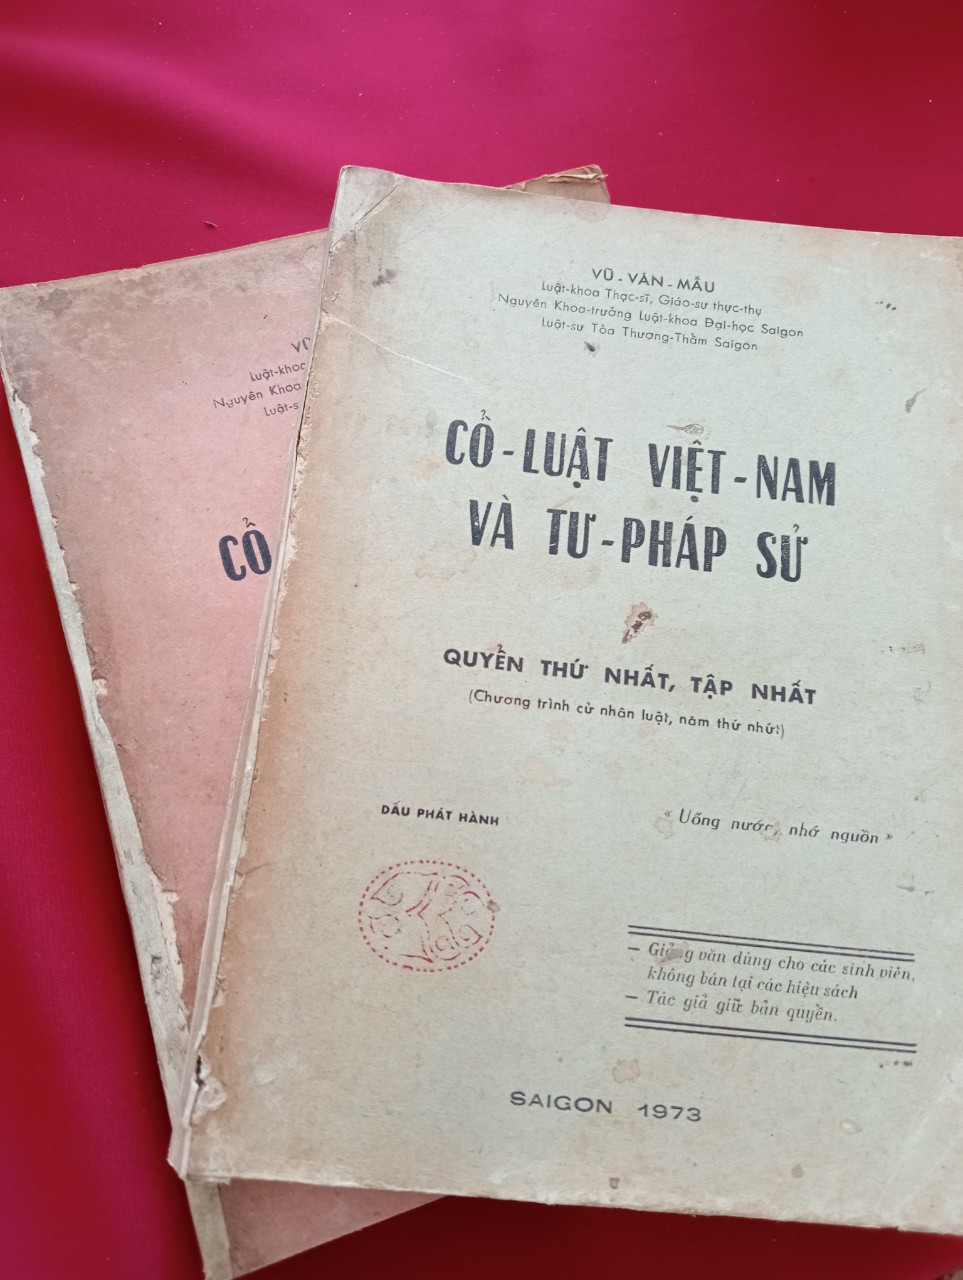 VŨ - VĂN - MẪU
Luật-khoa Thạc-sĩ, Giáo-sư thực-thụ
Nguyên Khoa-trưởng Luật-khoa Đại-học Saigon
Luật-sư Tòa Thượng-Thẩm Saigon
CỔ-LUẬT VIỆT-NAM
VÀ TƯ-PHÁP SỬ
QUYỂN THỨ NHẤT, TẬP NHẤT
(Chương trình cử nhân luật, năm thứ nhứt)
DẤU PHÁT HÀNH
« Uống nước, nhớ nguồn »
— Giảng văn dùng cho các sinh viên,
không bán tại các hiệu sách
— Tác giả giữ bản quyền.
SAIGON 1973
VŨ
Luật-khoa
Nguyên Khoa
Luật-s
CỔ